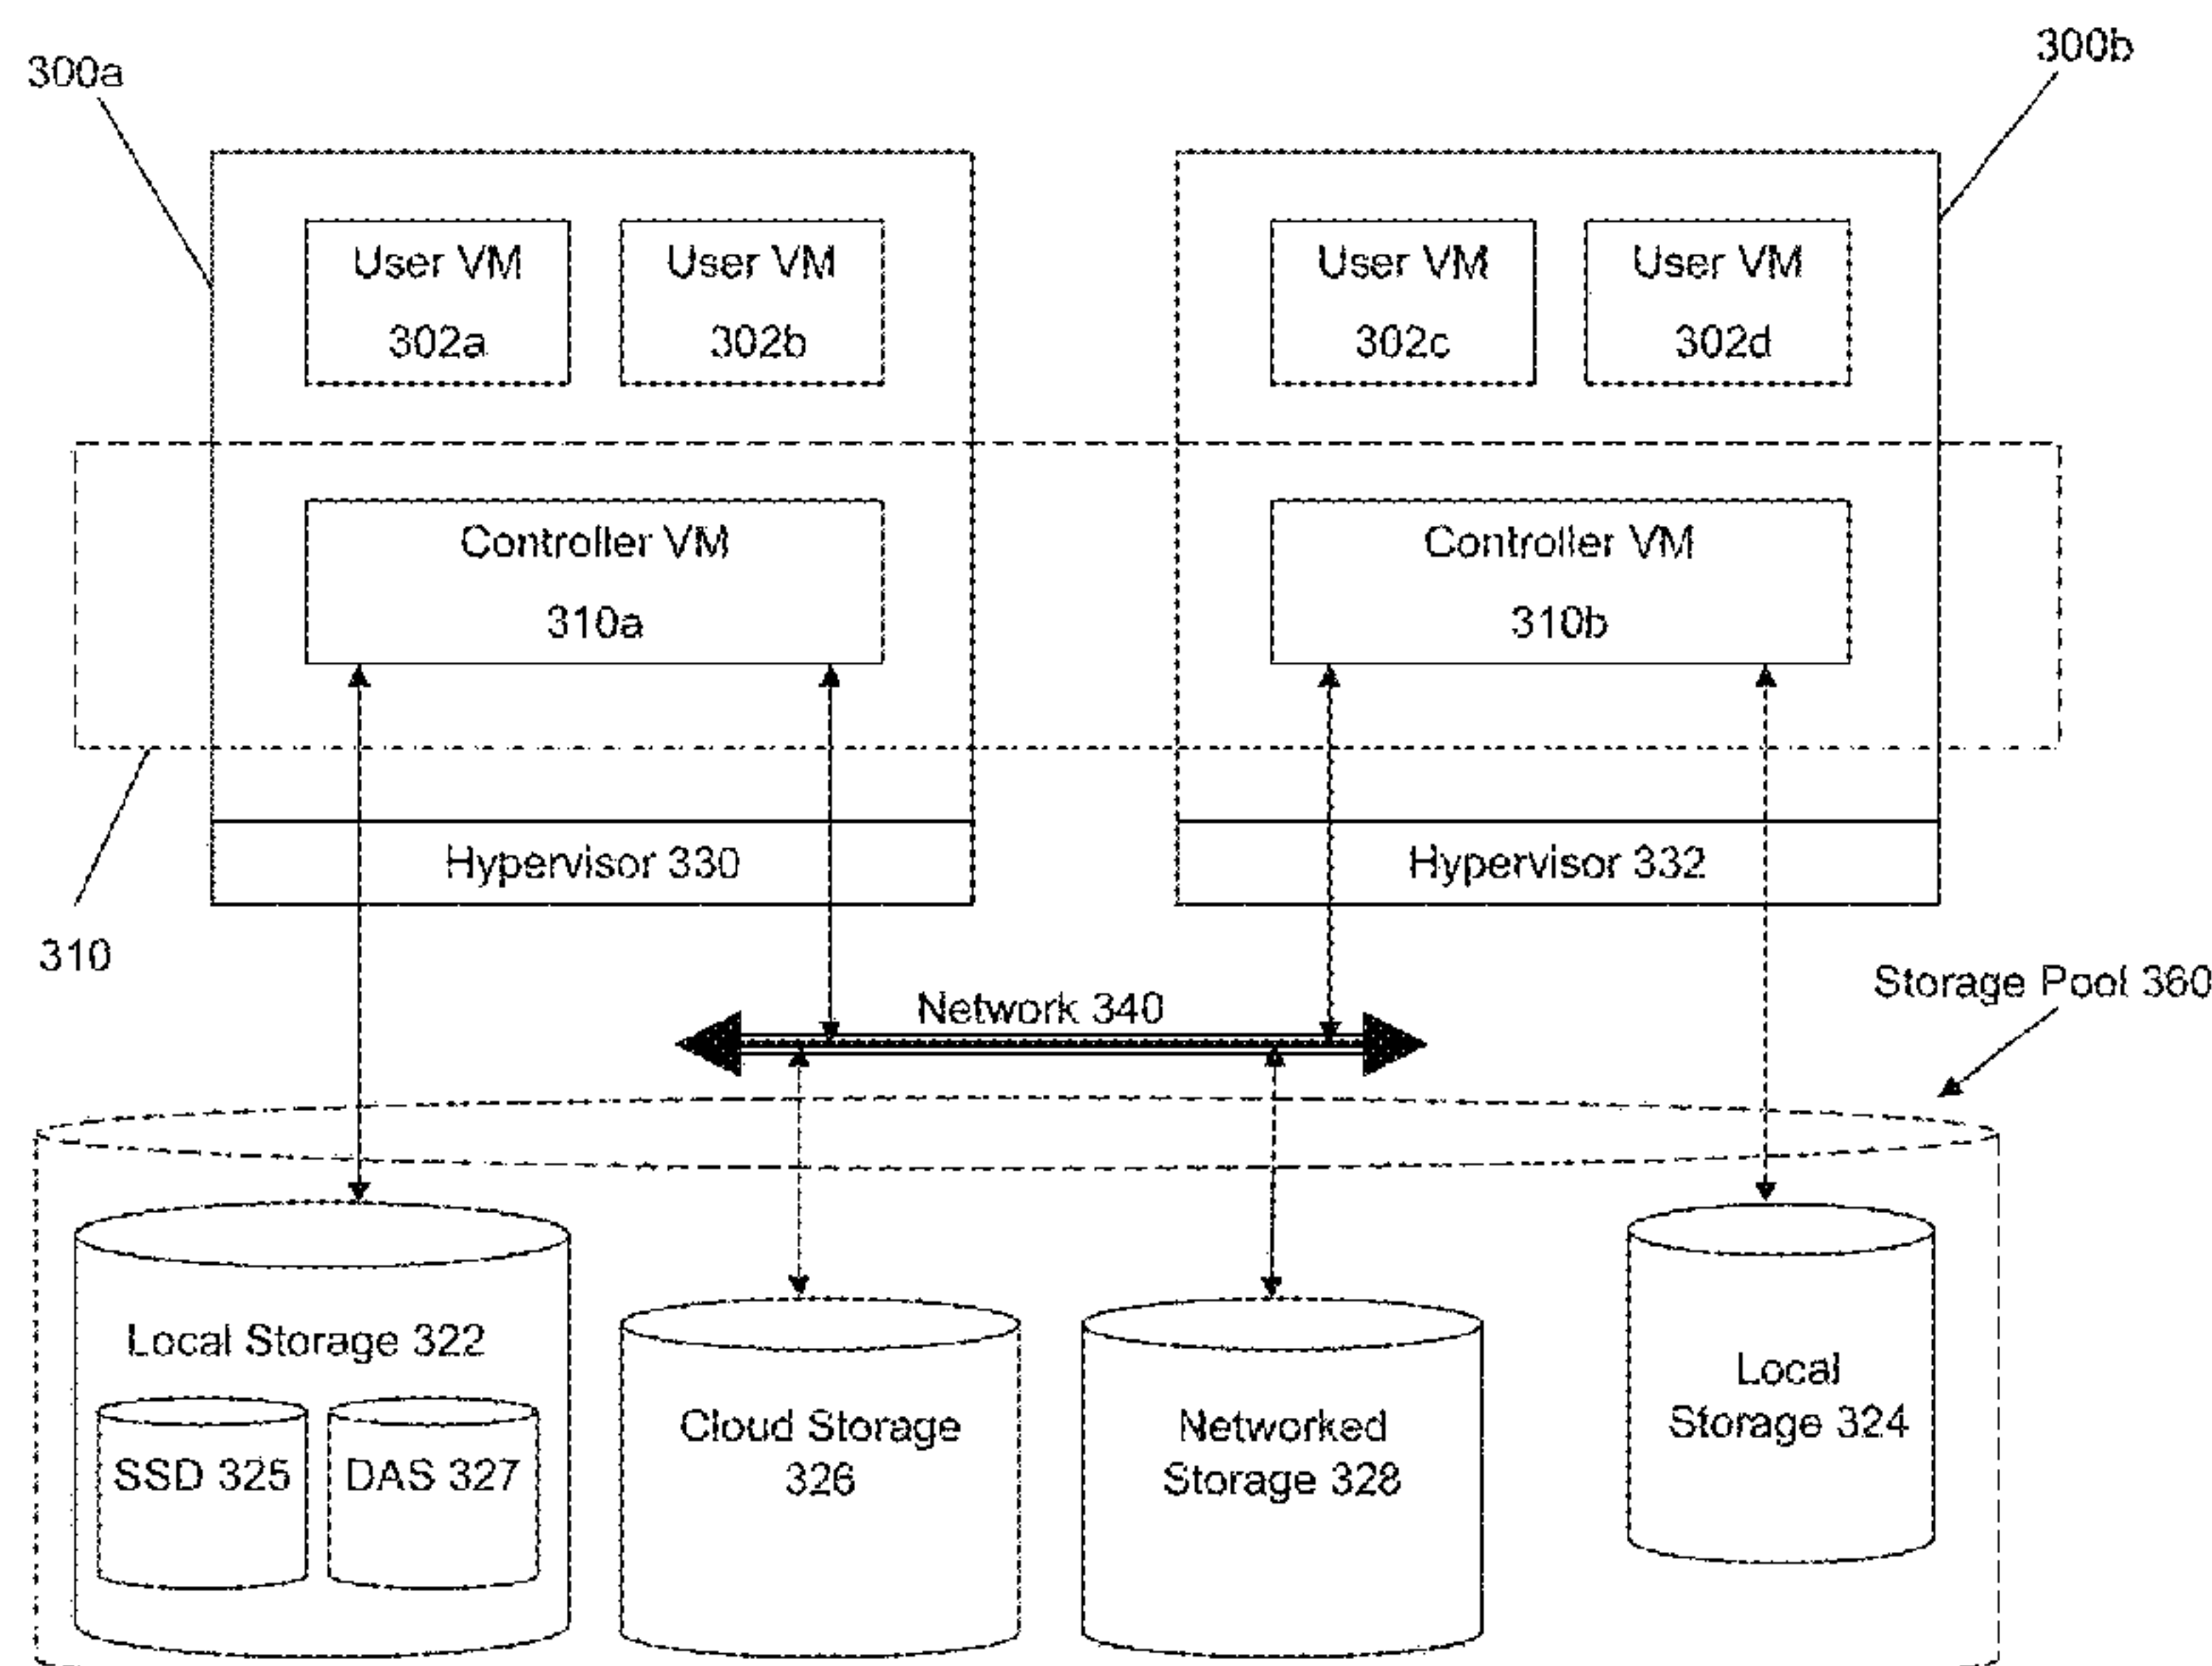 300a
300b
User VM
302a
User VM
302b
User VM
302c
User VM
302d
Controller VM
310a
Controller VM
310b
Hypervisor 330
Hypervisor 332
310
Storage Pool 360
Network 340
Local Storage 322
SSD 325
DAS 327
Cloud Storage
326
Networked
Storage 328
Local
Storage 324